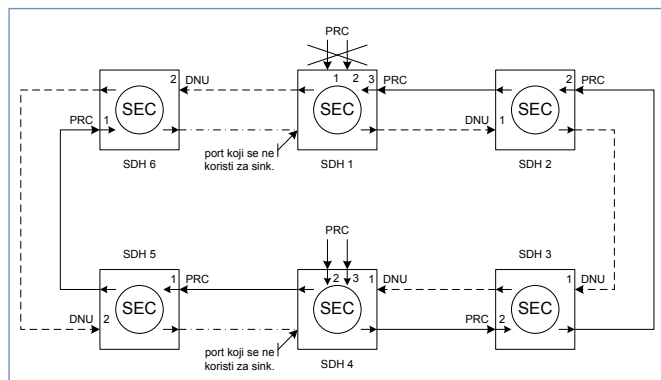 PRC
2 DNU
1 2 3 PRC
2 PRC
SEC
SEC
SEC
PRC 1
DNU 1
SDH 6
port koji se ne
koristi za sink.
SDH 1
SDH 2
PRC
SDH 5
SDH 3
1 PRC
2 3 1 DNU
1 DNU
SEC
SEC
SEC
DNU 2
PRC 2
port koji se ne
koristi za sink.
SDH 4